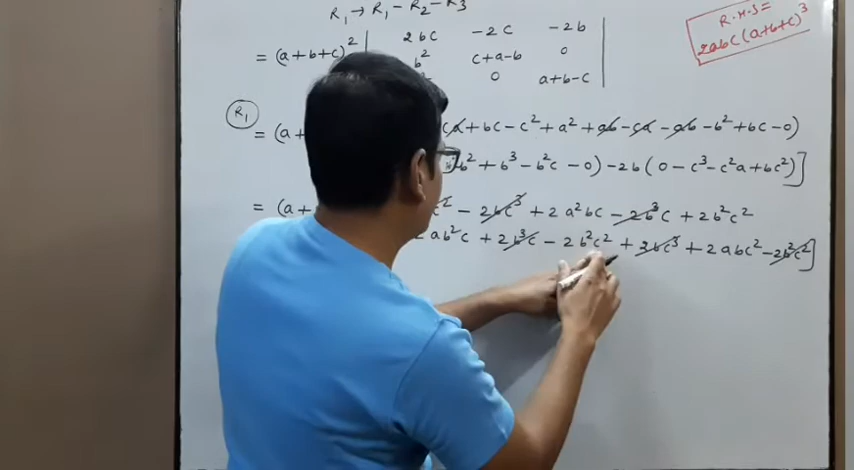 R₁ → R₁ - R₂ - R₃
R·H·S =
2abc(a+b+c)³
= (a+b+c)² | 2bc -2c -2b |
b² c+a-b 0
0 a+b-c
R₁
= (a +bc-c²+a²+ab-ca-ab-b²+bc-0)
b²+b³-b²c-0)-2b(0-c³-c²a+bc²)]
= (a+ -2bc³+2a²bc-2b³c+2b²c²
ab²c+2b³c-2b²c²+2bc³+2abc²-2b²c²]